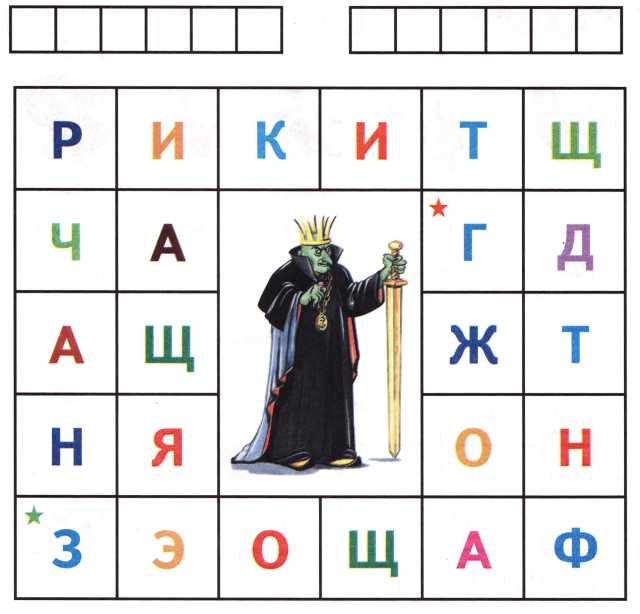 Р И К И Т Щ
Ч А Г Д
А Щ Ж Т
Н Я О Н
З Э О Щ А Ф